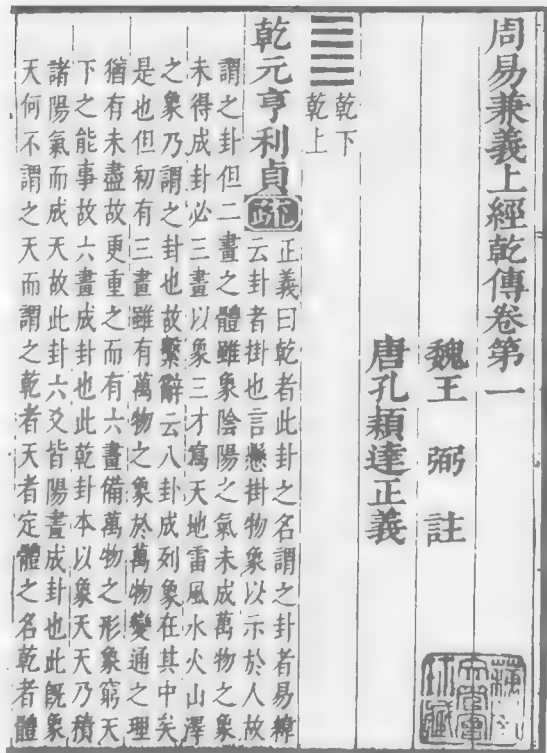 周易兼義上經乾傳卷第一
魏王弼註
唐孔穎達正義
乾下
乾上
乾元亨利貞疏
正義曰乾者此卦之名謂之卦者易緯
云卦者掛也言懸掛物象以示於人故
謂之卦但二畫之體雖象陰陽之氣未成萬物之象
未得成卦必三畫以象三才寫天地雷風水火山澤
之象乃謂之卦也故繫辭云八卦成列象在其中矣
是也但初有三畫雖有萬物之象於萬物變通之理
猶有未盡故更重之而有六畫備萬物之形象窮天
下之能事故六畫成卦也此乾卦本以象天天乃積
諸陽氣而成天故此卦六爻皆陽畫成卦也此既象
天何不謂之天而謂之乾者天者定體之名乾者體